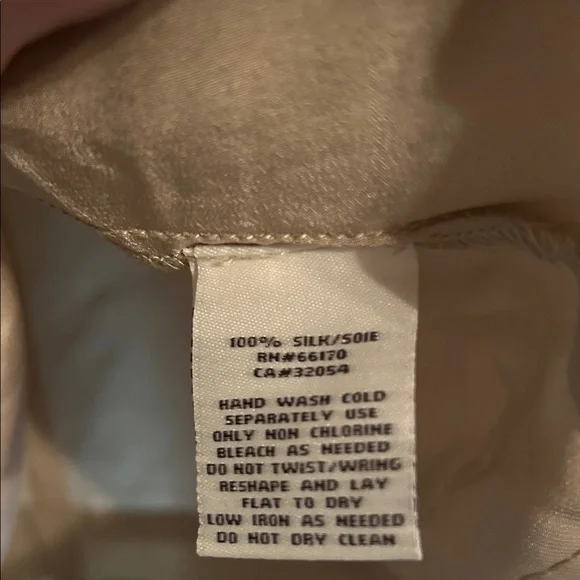 100% SILK/SOIE
RN#66170
CA#32054
HAND WASH COLD
SEPARATELY USE
ONLY NON CHLORINE
BLEACH AS NEEDED
DO NOT TWIST/WRING
RESHAPE AND LAY
FLAT TO DRY
LOW IRON AS NEEDED
DO NOT DRY CLEAN